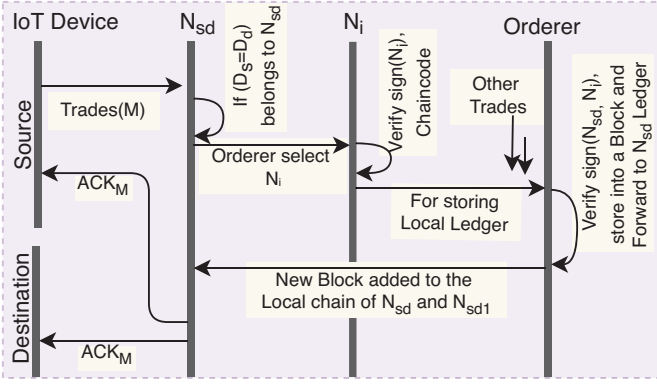 IoT Device
N_sd
N_i
Orderer
Source
Trades(M)
If (D_s=D_d)
belongs to N_sd
Verify sign(N_i),
Chaincode
Other
Trades
Verify sign(N_sd, N_i),
store into a Block and
Forward to N_sd Ledger
Orderer select
N_i
ACK_M
For storing
Local Ledger
New Block added to the
Local chain of N_sd and N_sd1
Destination
ACK_M